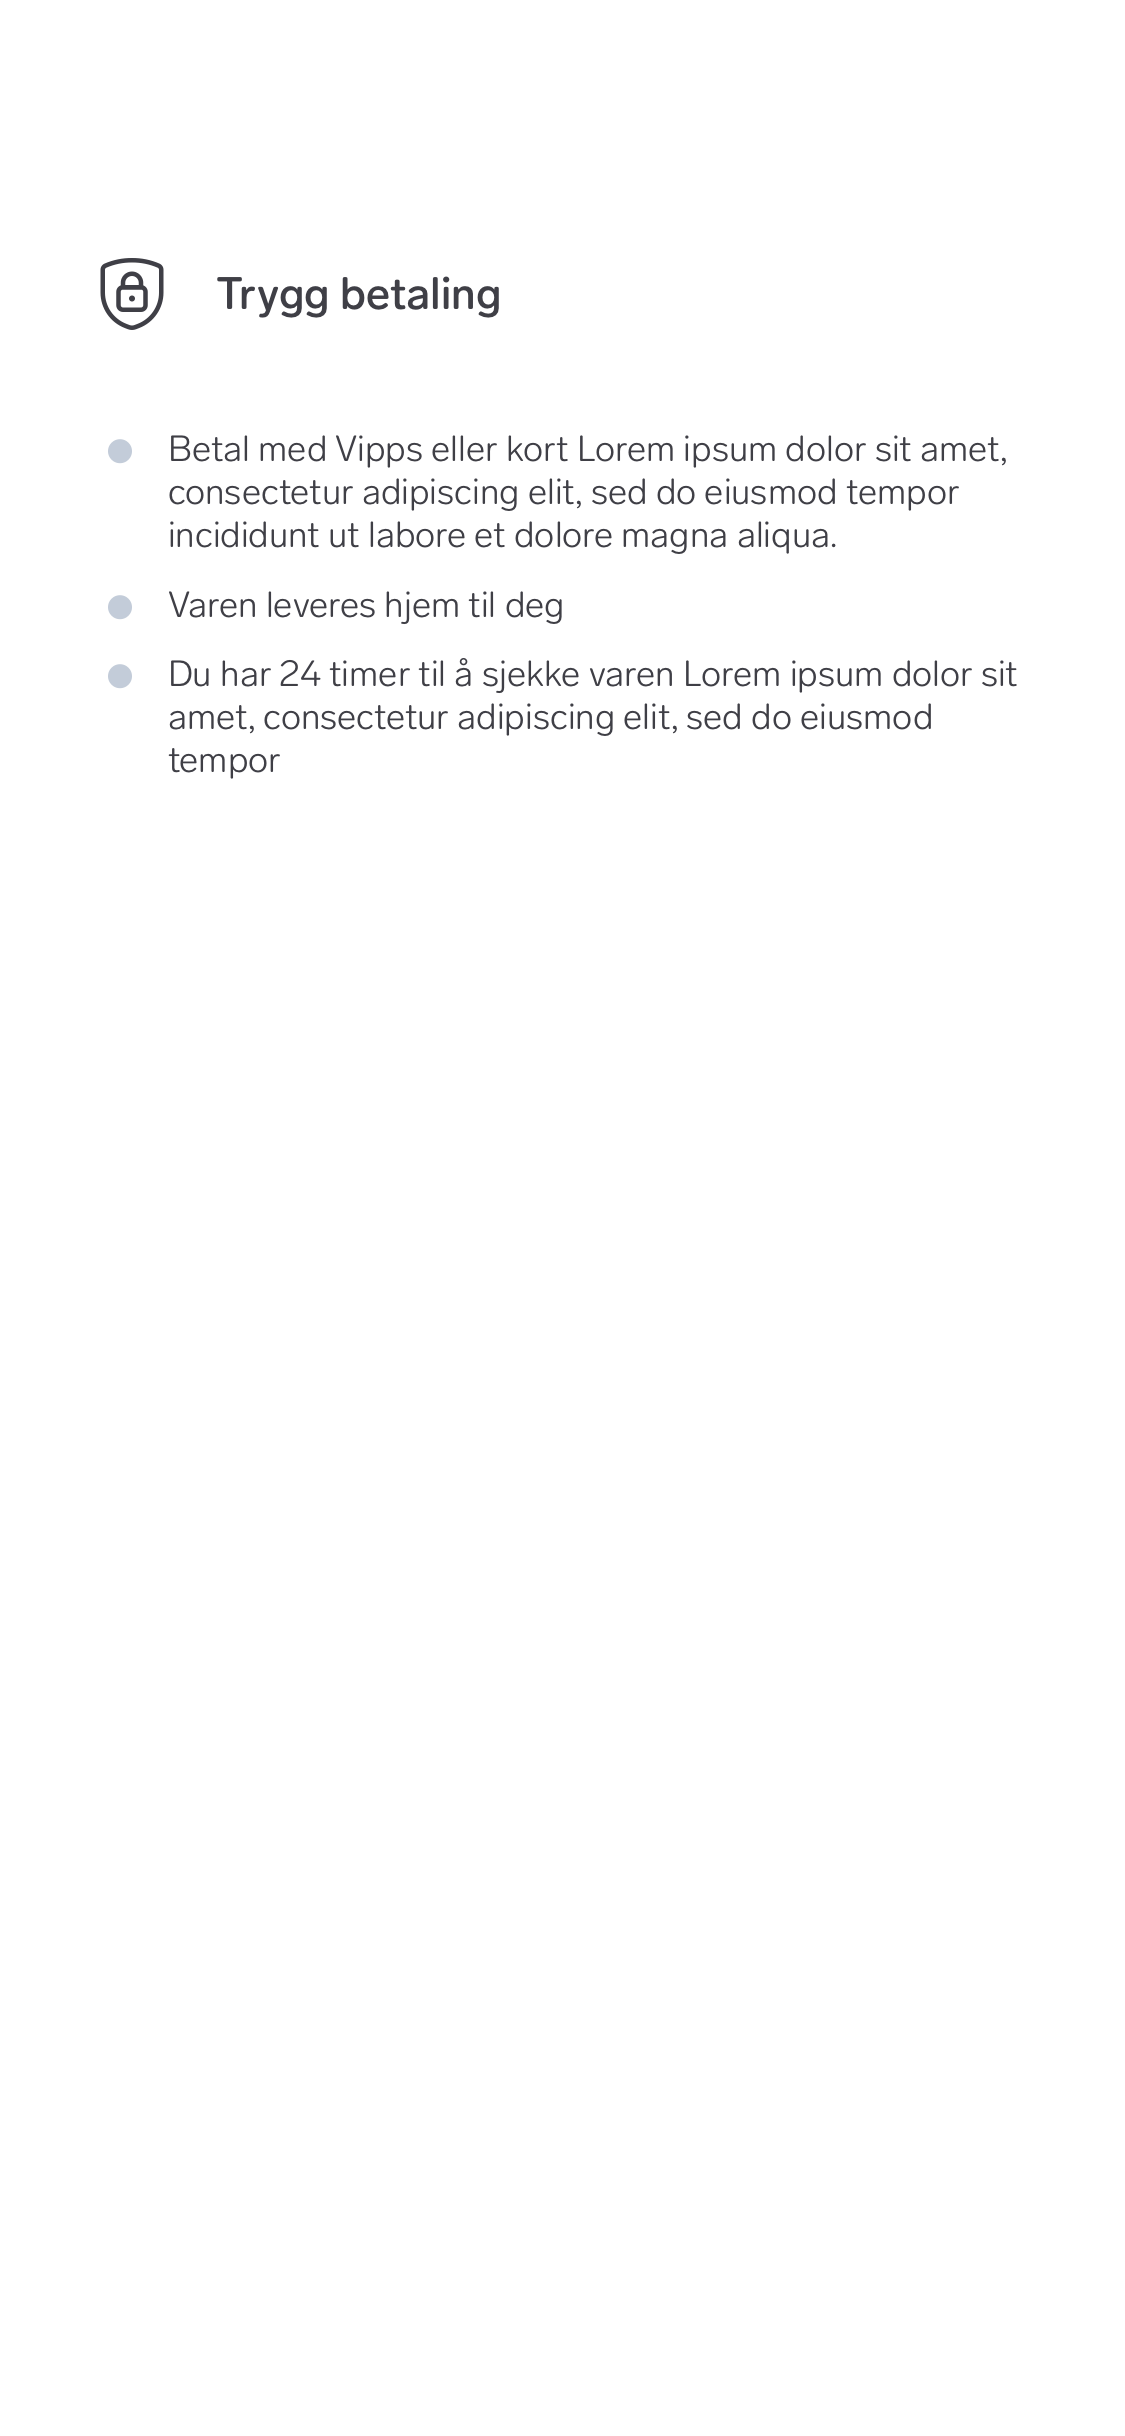 Trygg betaling
Betal med Vipps eller kort Lorem ipsum dolor sit amet,
consectetur adipiscing elit, sed do eiusmod tempor
incididunt ut labore et dolore magna aliqua.
Varen leveres hjem til deg
Du har 24 timer til å sjekke varen Lorem ipsum dolor sit
amet, consectetur adipiscing elit, sed do eiusmod
tempor